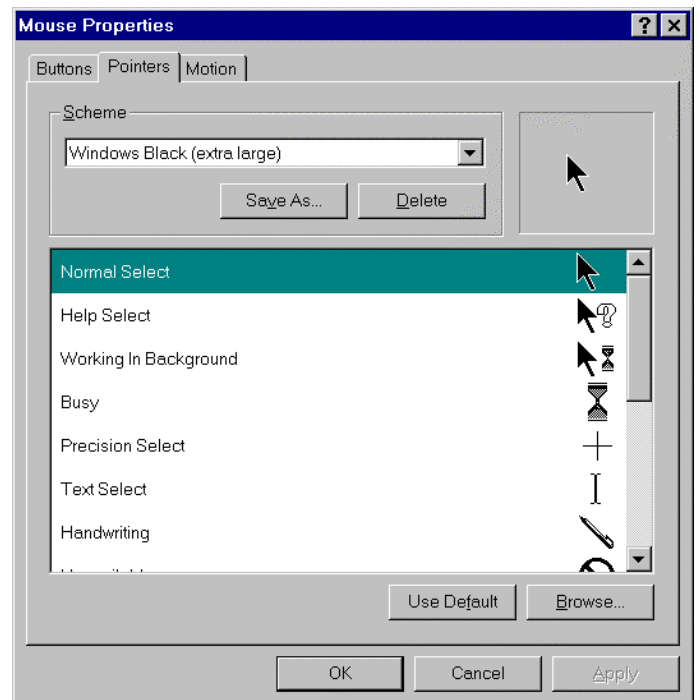 Mouse Properties
Buttons Pointers Motion
Scheme
Windows Black (extra large)
Save As... Delete
Normal Select
Help Select
Working In Background
Busy
Precision Select
Text Select
Handwriting
Use Default Browse...
OK Cancel Apply